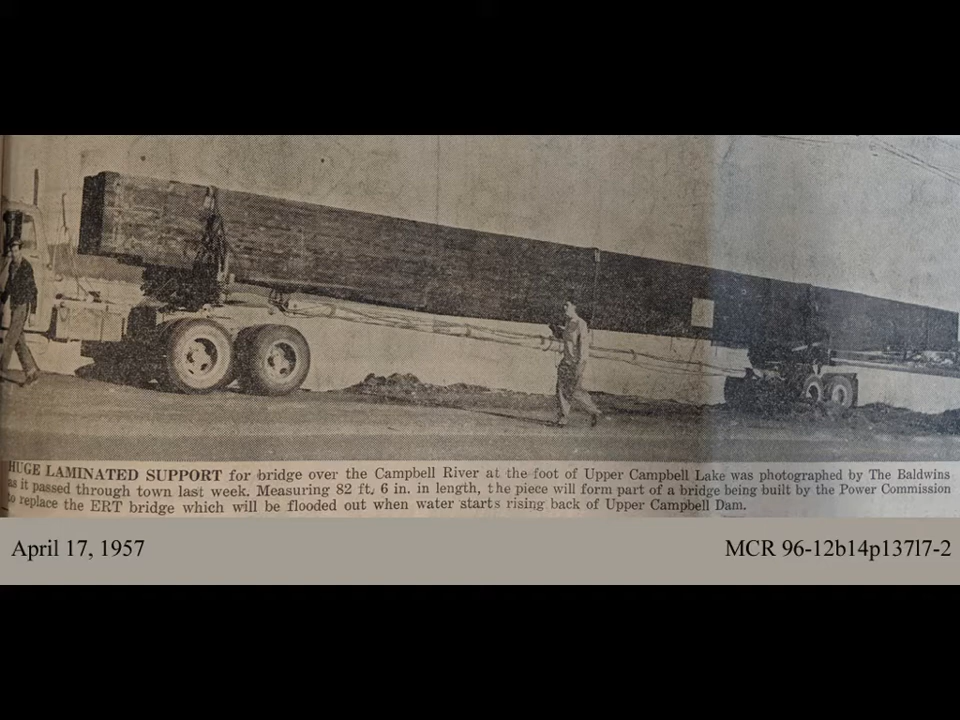 HUGE LAMINATED SUPPORT for bridge over the Campbell River at the foot of Upper Campbell Lake was photographed by The Baldwins
as it passed through town last week. Measuring 82 ft, 6 in. in length, the piece will form part of a bridge being built by the Power Commission
to replace the ERT bridge which will be flooded out when water starts rising back of Upper Campbell Dam.
April 17, 1957
MCR 96-12b14p137l7-2